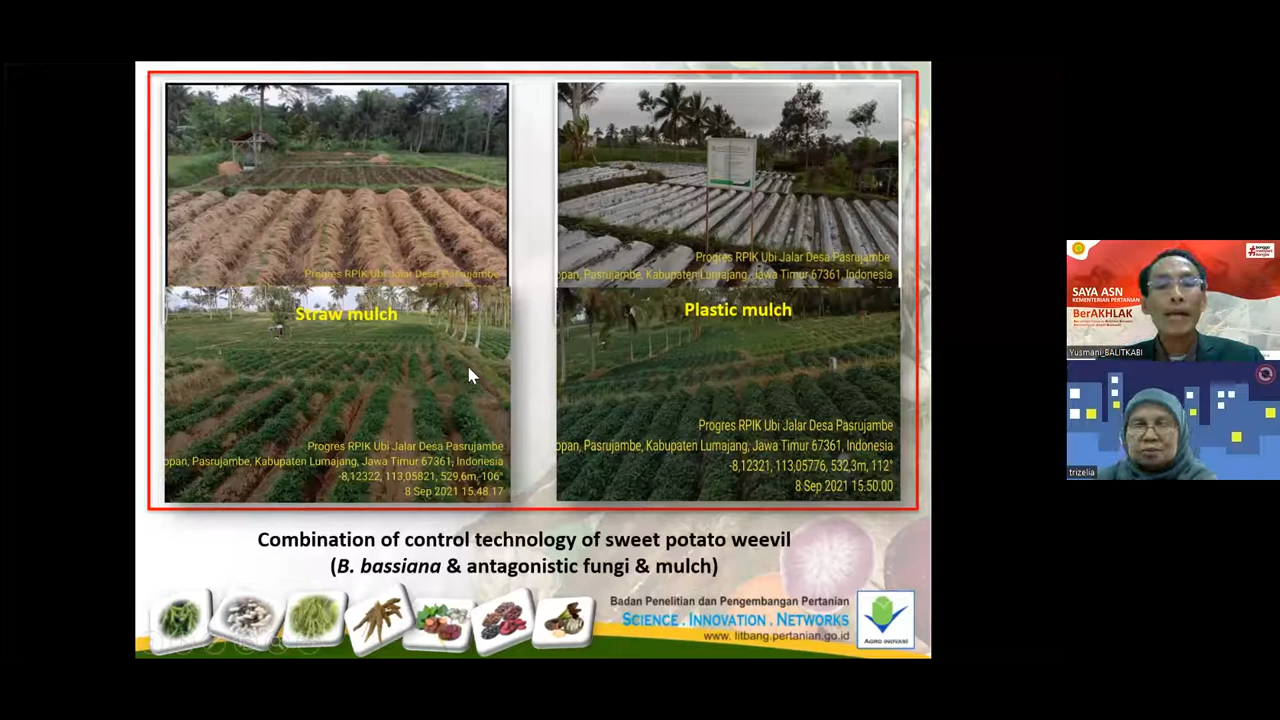 Progres RPIK Ubi Jalar Desa Pasrujambe
Straw mulch
Progres RPIK Ubi Jalar Desa Pasrujambe
opan, Pasrujambe, Kabupaten Lumajang, Jawa Timur 67361, Indonesia
-8,12322, 113,05821, 529,6m, 106°
8 Sep 2021 15.48.17
Progres RPIK Ubi Jalar Desa Pasrujambe
opan, Pasrujambe, Kabupaten Lumajang, Jawa Timur 67361, Indonesia
Plastic mulch
Progres RPIK Ubi Jalar Desa Pasrujambe
opan, Pasrujambe, Kabupaten Lumajang, Jawa Timur 67361, Indonesia
-8,12321, 113,05776, 532,3m, 112°
8 Sep 2021 15.50.00
Combination of control technology of sweet potato weevil
(B. bassiana & antagonistic fungi & mulch)
Badan Penelitian dan Pengembangan Pertanian
SCIENCE . INNOVATION . NETWORKS
www. litbang.pertanian.go.id
AGRO INOVASI
SAYA ASN
KEMENTERIAN PERTANIAN
BerAKHLAK
Yusmani_BALITKABI
trizelia